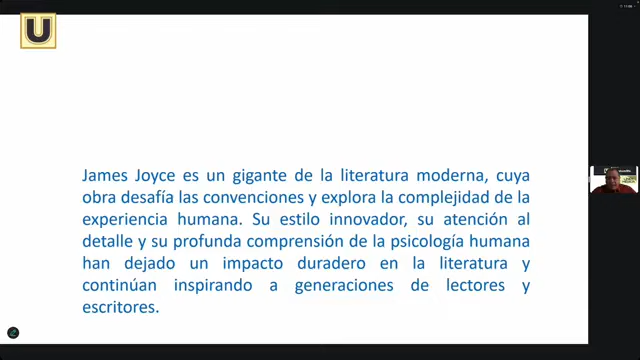 U
James Joyce es un gigante de la literatura moderna, cuya
obra desafía las convenciones y explora la complejidad de la
experiencia humana. Su estilo innovador, su atención al
detalle y su profunda comprensión de la psicología humana
han dejado un impacto duradero en la literatura y
continúan inspirando a generaciones de lectores y
escritores.